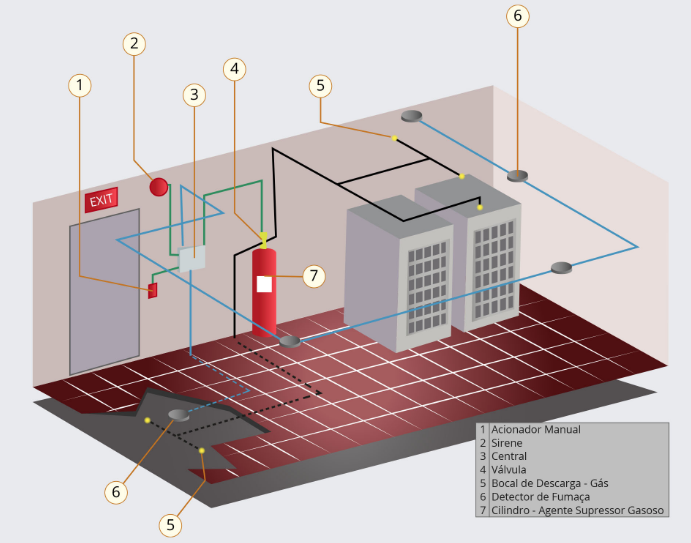 6
2
1
4
5
3
EXIT
7
6
5
1 Acionador Manual
2 Sirene
3 Central
4 Válvula
5 Bocal de Descarga - Gás
6 Detector de Fumaça
7 Cilindro - Agente Supressor Gasoso